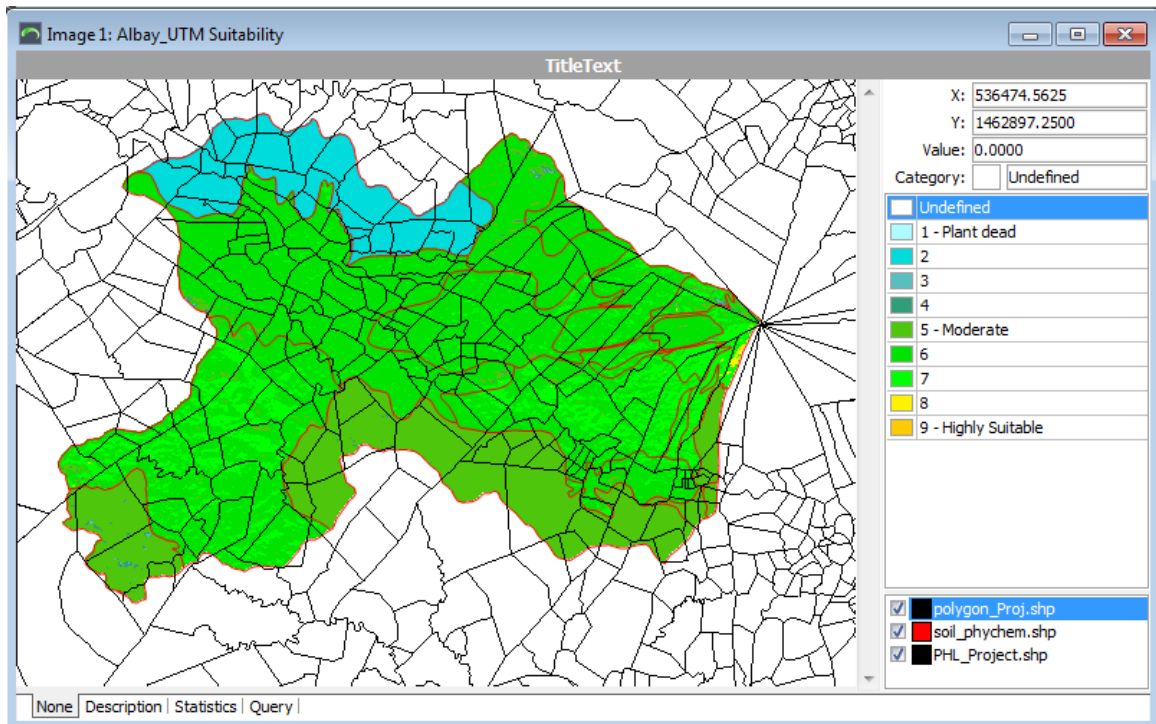 Image 1: Albay_UTM Suitability
TitleText
X: 536474.5625
Y: 1462897.2500
Value: 0.0000
Category: Undefined
Undefined
1 - Plant dead
2
3
4
5 - Moderate
6
7
8
9 - Highly Suitable
polygon_Proj.shp
soil_phychem.shp
PHL_Project.shp
None Description Statistics Query